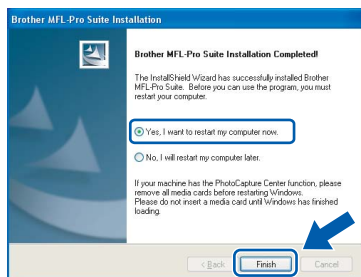 Brother MFL-Pro Suite Installation
Brother MFL-Pro Suite Installation Completed!
The InstallShield Wizard has successfully installed Brother
MFL-Pro Suite. Before you can use the program, you must
restart your computer.
Yes, I want to restart my computer now.
No, I will restart my computer later.
If your machine has the PhotoCapture Center function, please
remove all media cards before restarting Windows.
Please do not insert a media card until Windows has finished
loading.
< Back
Finish
Cancel